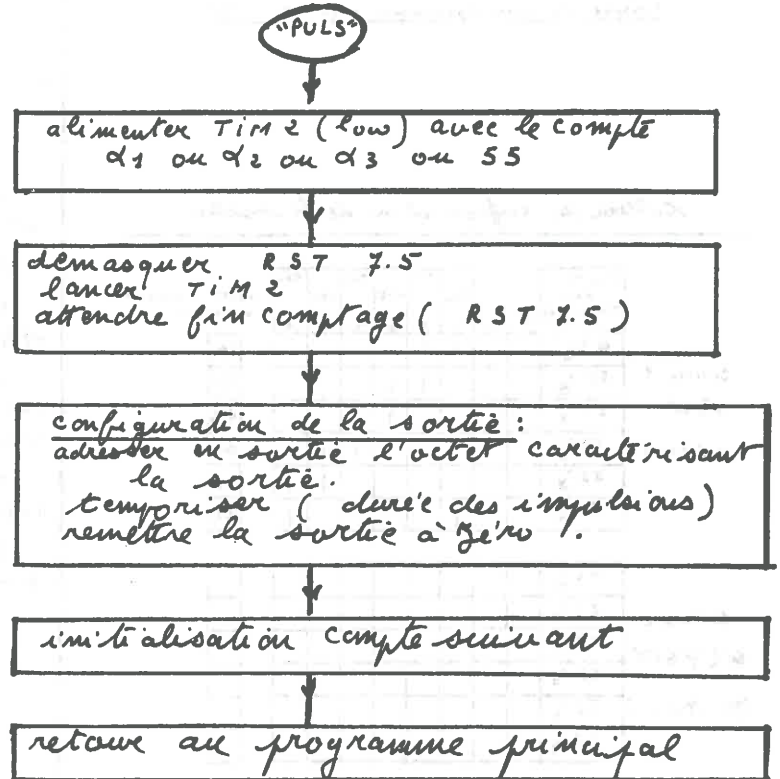 "PULS"
alimenter TiM 2 (low) avec le compte
α1 ou α2 ou α3 ou 55
demasquer RST 7.5
lancer TiM 2
attendre fin comptage ( RST 7.5 )
configuration de la sortie :
adresser en sortie l'octet caractérisant
la sortie.
temporiser ( durée des impulsions )
remettre la sortie à zéro .
initialisation compte suivant
retour au programme principal